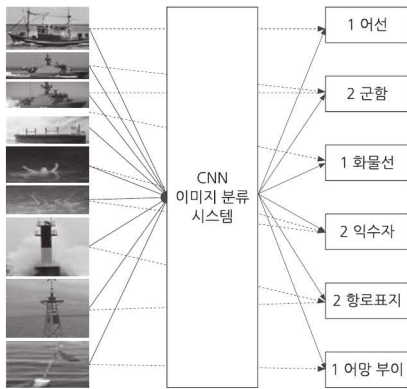 CNN
이미지 분류
시스템
1 어선
2 군함
1 화물선
2 익수자
2 항로표지
1 어망 부이